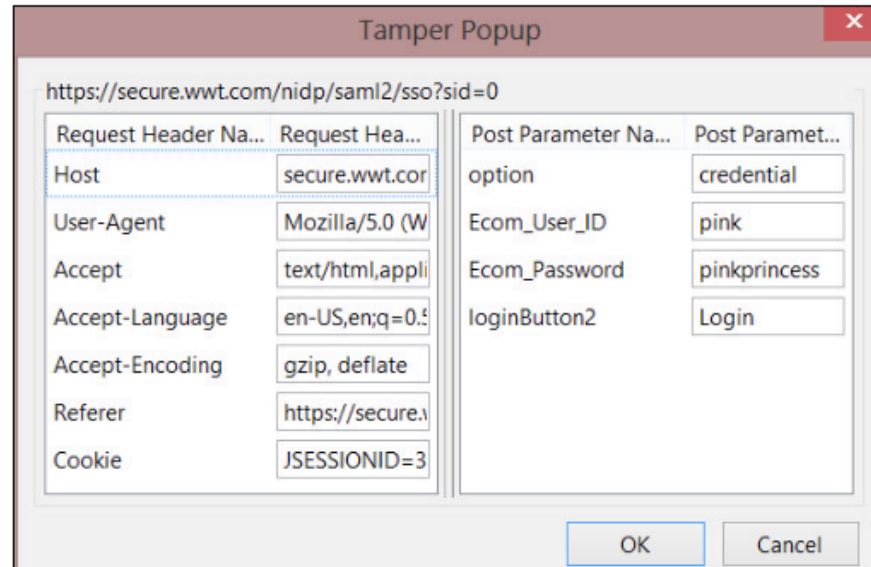 Tamper Popup
https://secure.wwt.com/nidp/saml2/sso?sid=0
Request Header Na... Request Hea...
Host secure.wwt.cor
User-Agent Mozilla/5.0 (W
Accept text/html,appli
Accept-Language en-US,en;q=0.5
Accept-Encoding gzip, deflate
Referer https://secure.w
Cookie JSESSIONID=3
Post Parameter Na... Post Paramet...
option credential
Ecom_User_ID pink
Ecom_Password pinkprincess
loginButton2 Login
OK Cancel